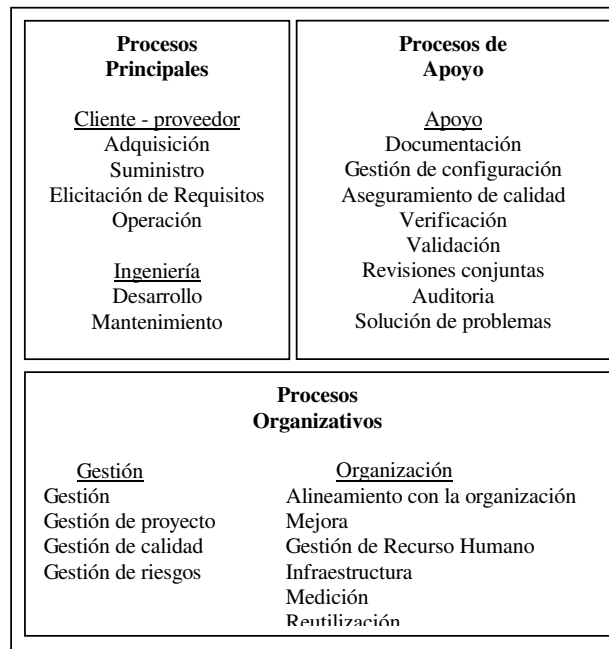 Procesos
Principales
Cliente - proveedor
Adquisición
Suministro
Elicitación de Requisitos
Operación
Ingeniería
Desarrollo
Mantenimiento
Procesos de
Apoyo
Apoyo
Documentación
Gestión de configuración
Aseguramiento de calidad
Verificación
Validación
Revisiones conjuntas
Auditoria
Solución de problemas
Procesos
Organizativos
Gestión
Gestión
Gestión de proyecto
Gestión de calidad
Gestión de riesgos
Organización
Alineamiento con la organización
Mejora
Gestión de Recurso Humano
Infraestructura
Medición
Reutilización